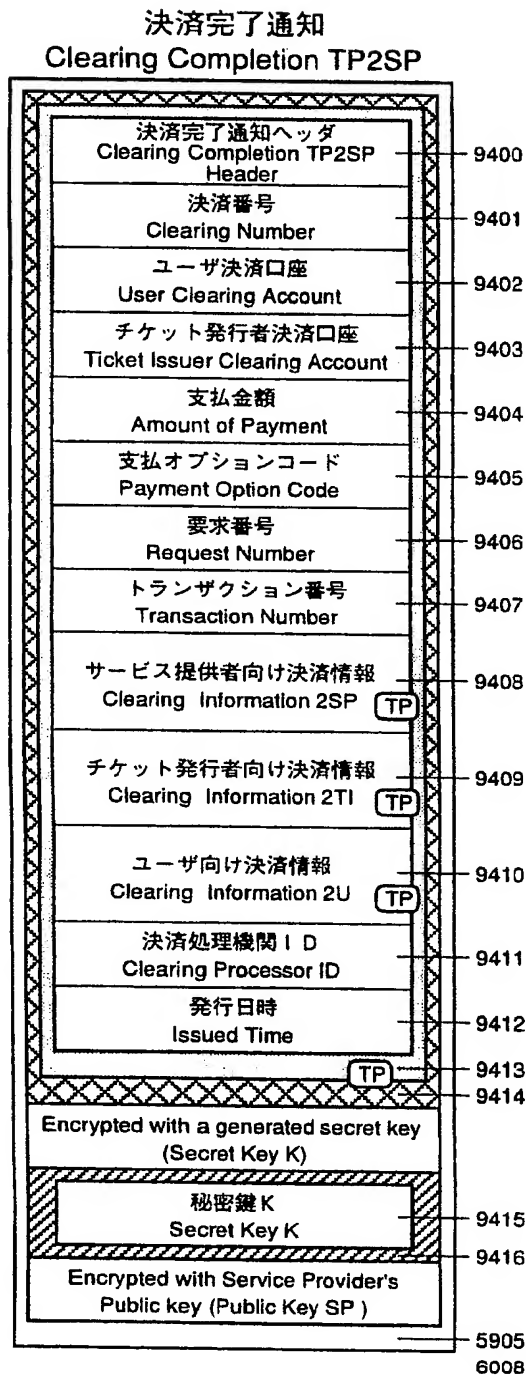 決済完了通知
Clearing Completion TP2SP
決済完了通知ヘッダ
Clearing Completion TP2SP
Header
9400
決済番号
Clearing Number
9401
ユーザ決済口座
User Clearing Account
9402
チケット発行者決済口座
Ticket Issuer Clearing Account
9403
支払金額
Amount of Payment
9404
支払オプションコード
Payment Option Code
9405
要求番号
Request Number
9406
トランザクション番号
Transaction Number
9407
サービス提供者向け決済情報
Clearing Information 2SP
TP
9408
チケット発行者向け決済情報
Clearing Information 2TI
TP
9409
ユーザ向け決済情報
Clearing Information 2U
TP
9410
決済処理機関ID
Clearing Processor ID
9411
発行日時
Issued Time
9412
TP
9413
9414
Encrypted with a generated secret key
(Secret Key K)
秘密鍵K
Secret Key K
9415
9416
Encrypted with Service Provider's
Public key (Public Key SP )
5905
6008